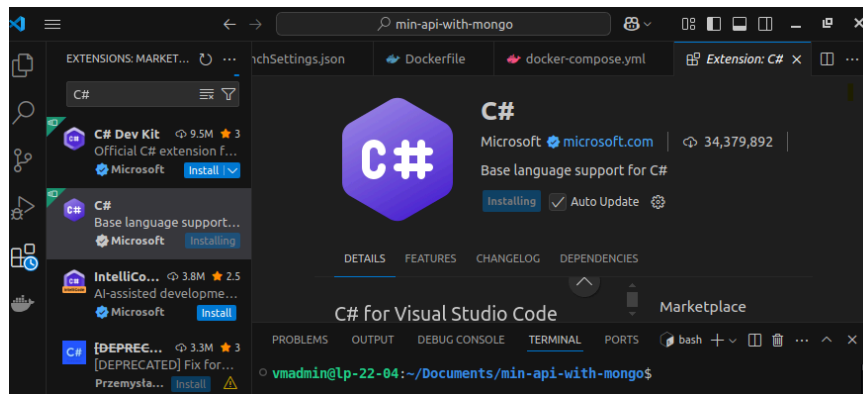 min-api-with-mongo
EXTENSIONS: MARKET...
nchSettings.json
Dockerfile
docker-compose.yml
Extension: C#
C#
C# Dev Kit 9.5M 3
Official C# extension f...
Microsoft Install
C#
Base language support...
Microsoft Installing
IntelliCo... 3.8M 2.5
AI-assisted developme...
Microsoft Install
[DEPREC... 3.3M 3
[DEPRECATED] Fix for...
Przemysła... Install
C#
Microsoft microsoft.com 34,379,892
Base language support for C#
Installing Auto Update
DETAILS FEATURES CHANGELOG DEPENDENCIES
C# for Visual Studio Code
Marketplace
PROBLEMS OUTPUT DEBUG CONSOLE TERMINAL PORTS bash
vmadmin@lp-22-04:~/Documents/min-api-with-mongo$